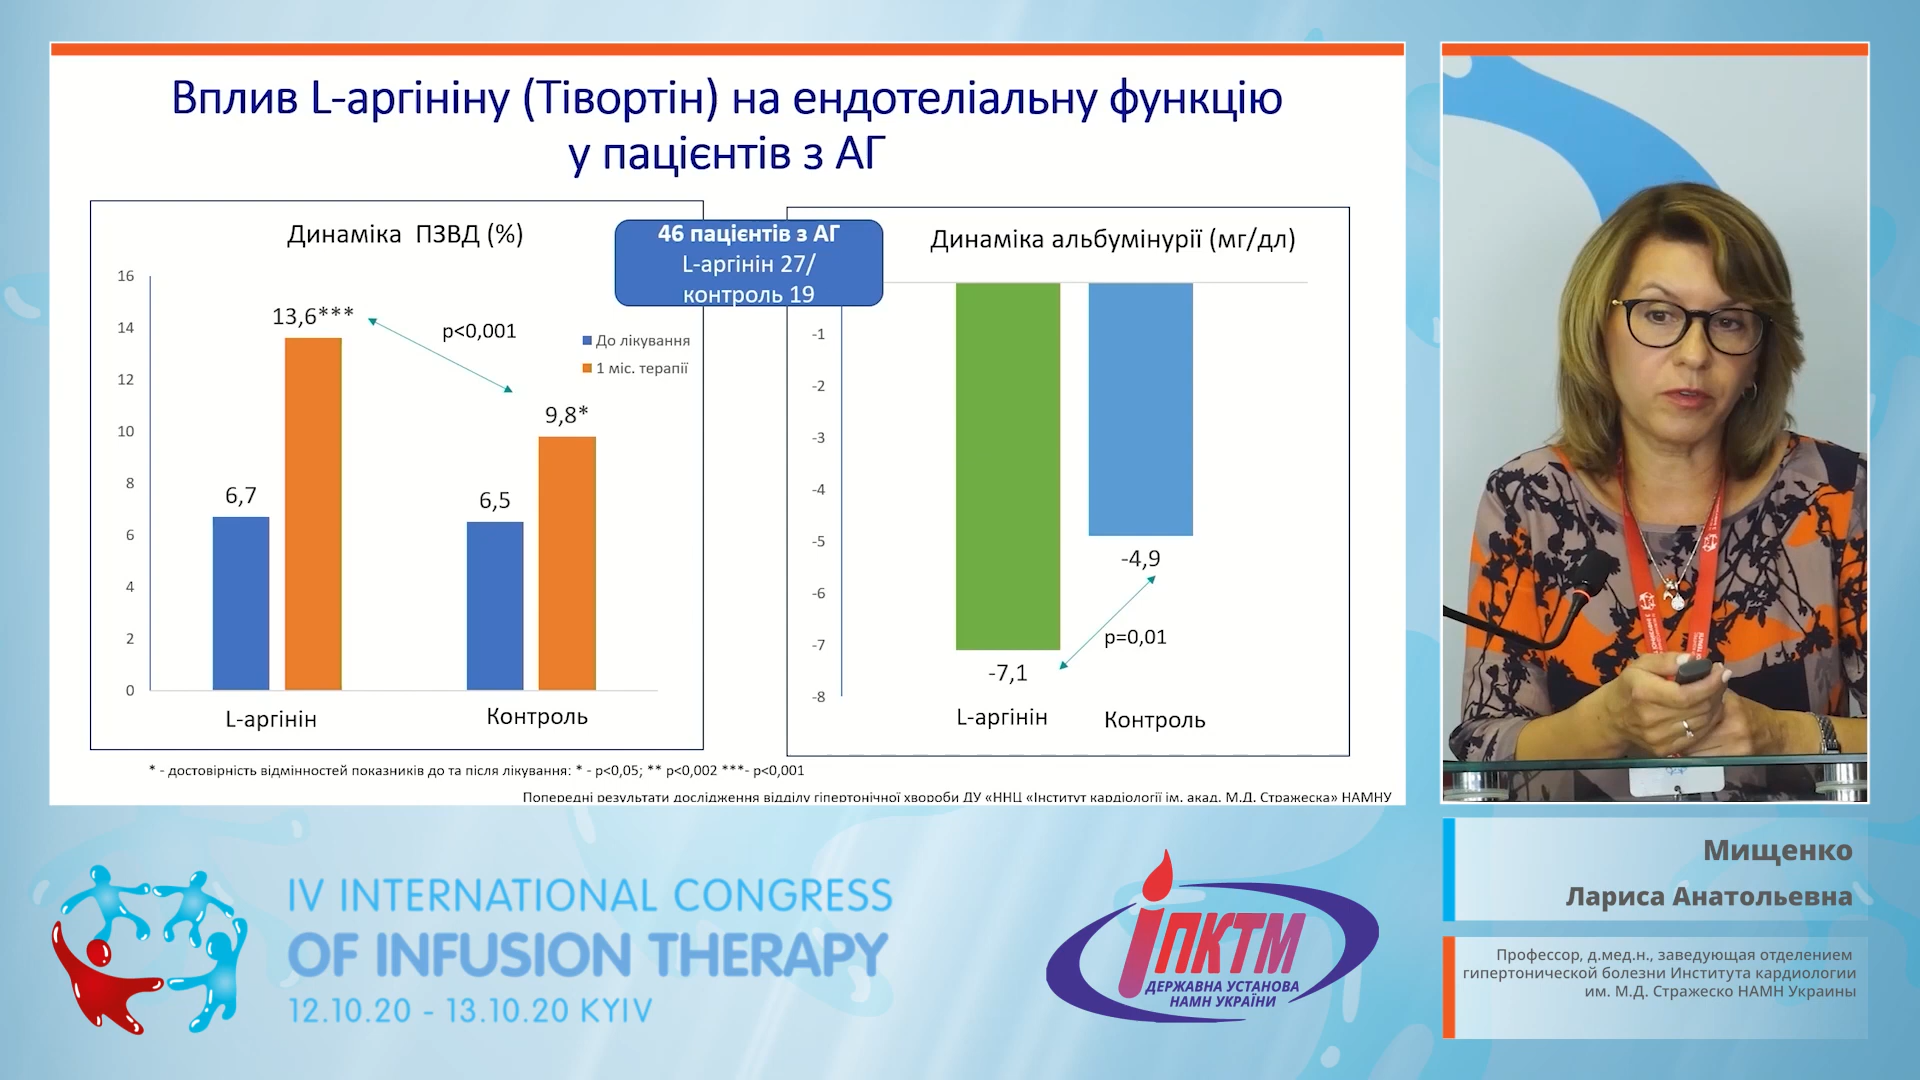 Вплив L-аргініну (Тівортін) на ендотеліальну функцію
у пацієнтів з АГ
Динаміка ПЗВД (%)
16
14
12
10
8
6
4
2
0
13,6***
p<0,001
До лікування
1 міс. терапії
9,8*
6,7
6,5
L-аргінін
Контроль
46 пацієнтів з АГ
L-аргінін 27/
контроль 19
Динаміка альбумінурії (мг/дл)
-1
-2
-3
-4
-5
-6
-7
-8
-4,9
p=0,01
-7,1
L-аргінін
Контроль
* - достовірність відмінностей показників до та після лікування: * - p<0,05; ** p<0,002 ***- p<0,001
Попередні результати дослідження відділу гіпертонічної хвороби ДУ «ННЦ «Інститут кардіології ім. акад. М.Д. Стражеска» НАМНУ
IV INTERNATIONAL CONGRESS
OF INFUSION THERAPY
12.10.20 - 13.10.20 KYIV
ІПКТМ
ДЕРЖАВНА УСТАНОВА
НАМН УКРАЇНИ
Мищенко
Лариса Анатольевна
Профессор, д.мед.н., заведующая отделением
гипертонической болезни Института кардиологии
им. М.Д. Стражеско НАМН Украины